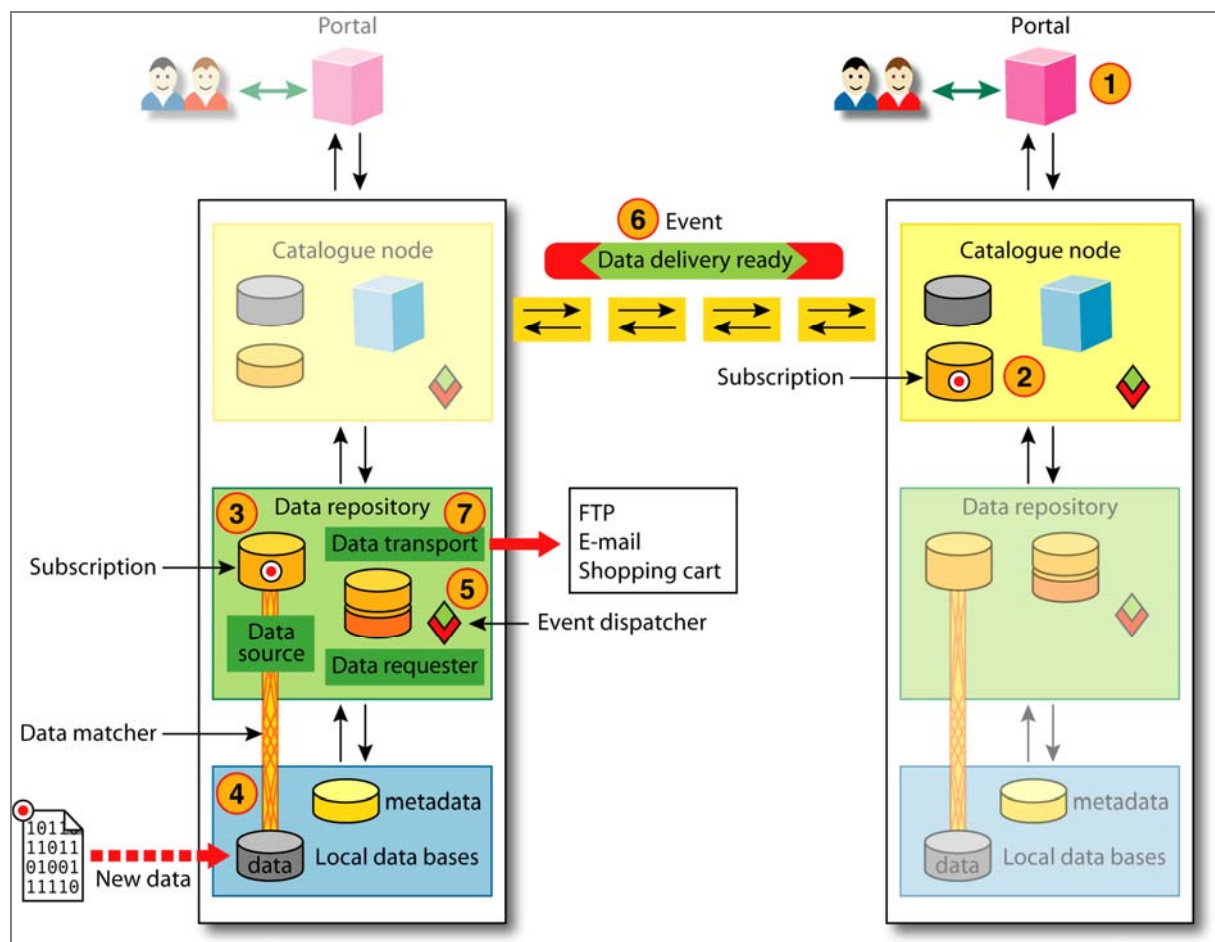 Portal
Portal
1
6 Event
Data delivery ready
Catalogue node
Catalogue node
Subscription
2
3
Data repository
7
Data transport
FTP
E-mail
Shopping cart
Subscription
5
Event dispatcher
Data
source
Data requester
Data matcher
4
metadata
data
Local data bases
New data
10110
11011
01001
11110
Data repository
metadata
data
Local data bases